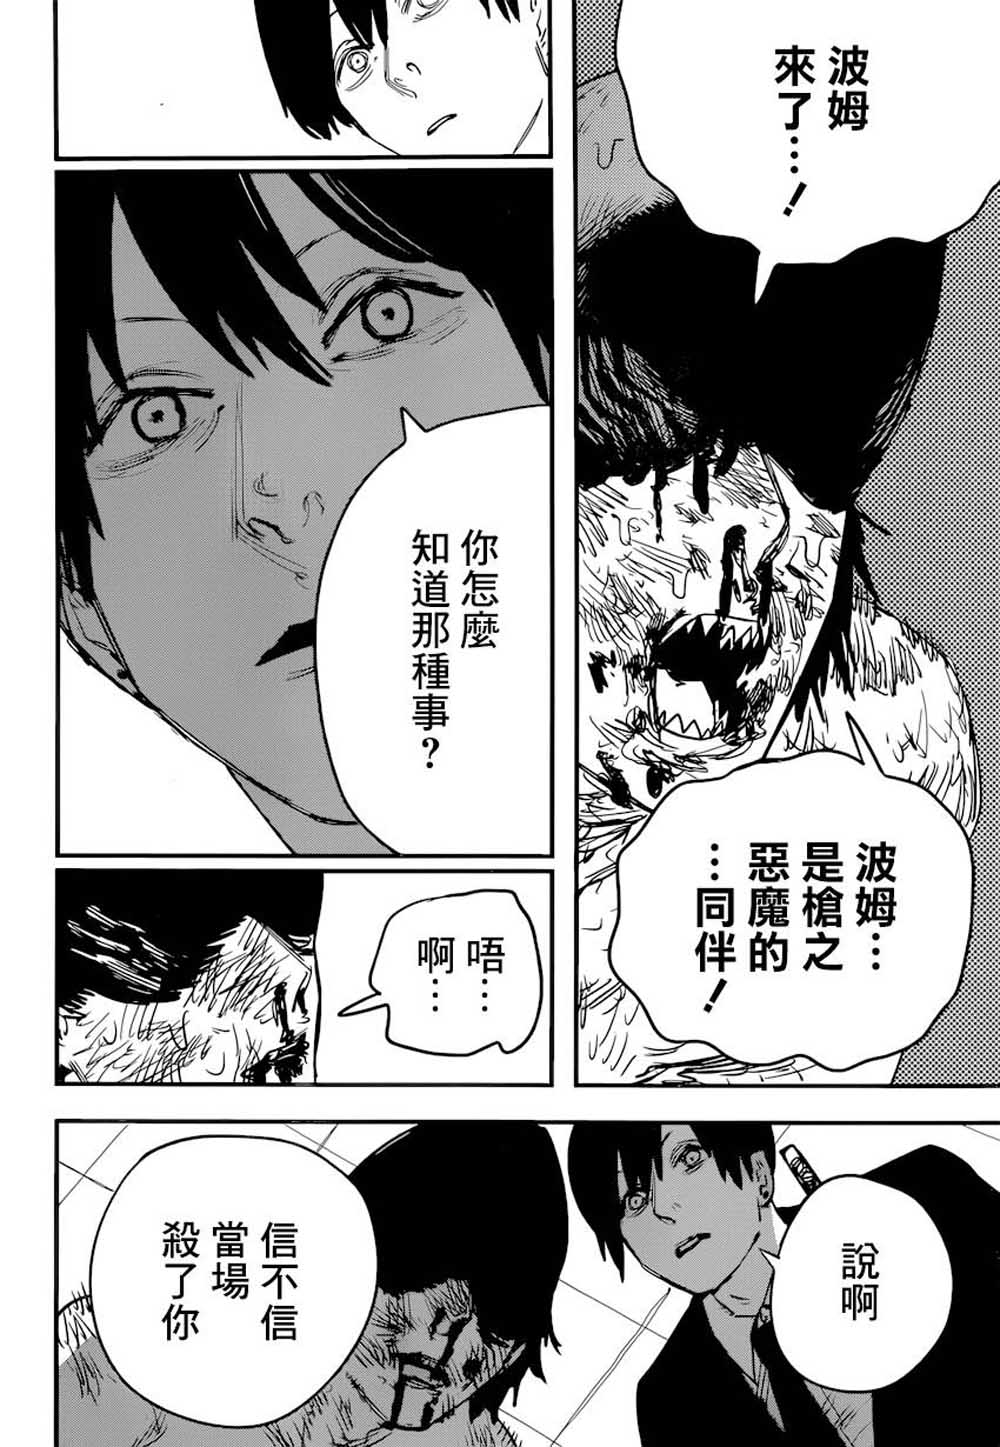 波姆
來了…！
波姆…
是槍之
惡魔的
…同伴！
你怎麼
知道那種事？
唔…
啊…
說啊
信不信
當場
殺了你